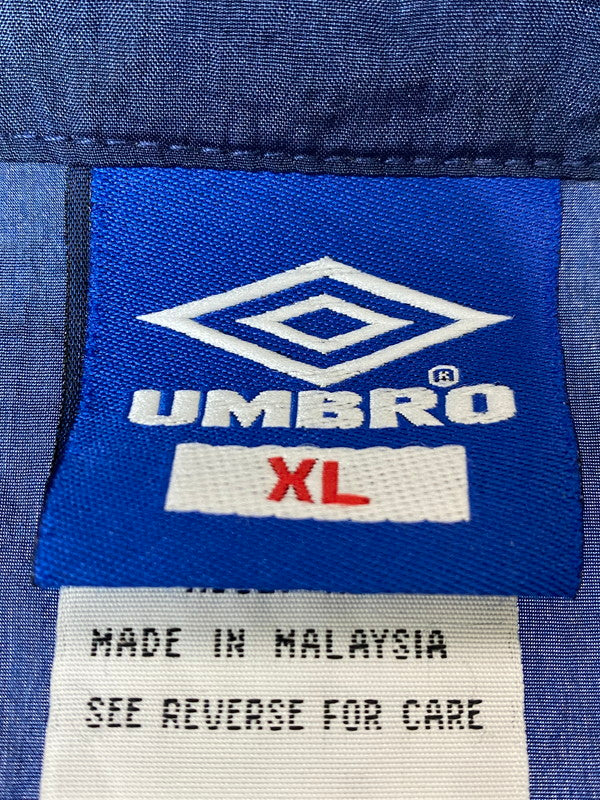 UMBRO®
XL
MADE IN MALAYSIA
SEE REVERSE FOR CARE